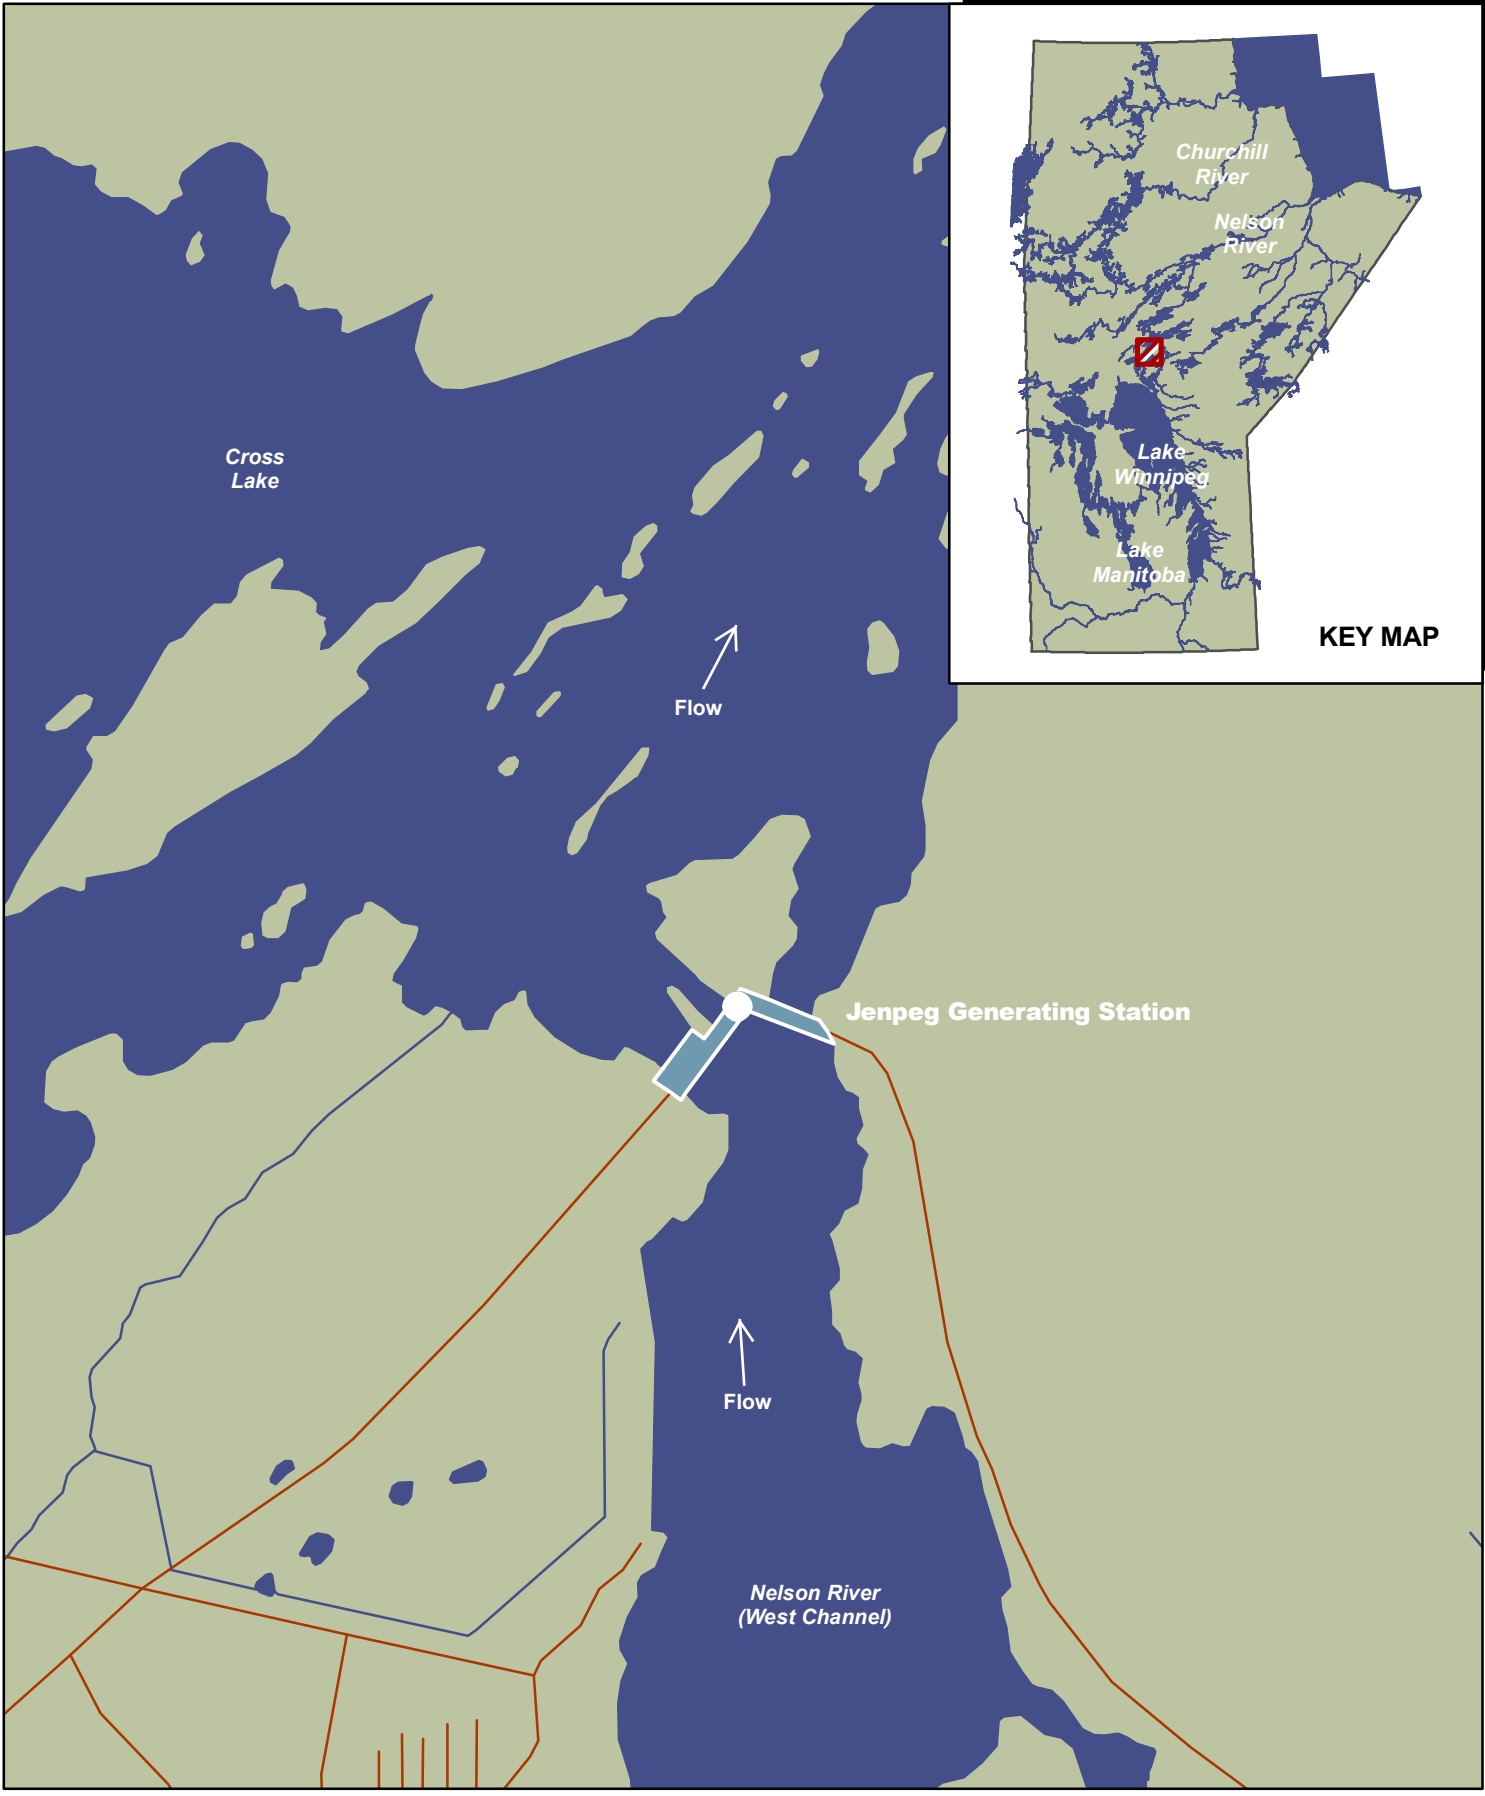 Churchill
River
Nelson
River
Lake
Winnipeg
Lake
Manitoba
KEY MAP
Cross
Lake
Flow
Jenpeg Generating Station
Flow
Nelson River
(West Channel)